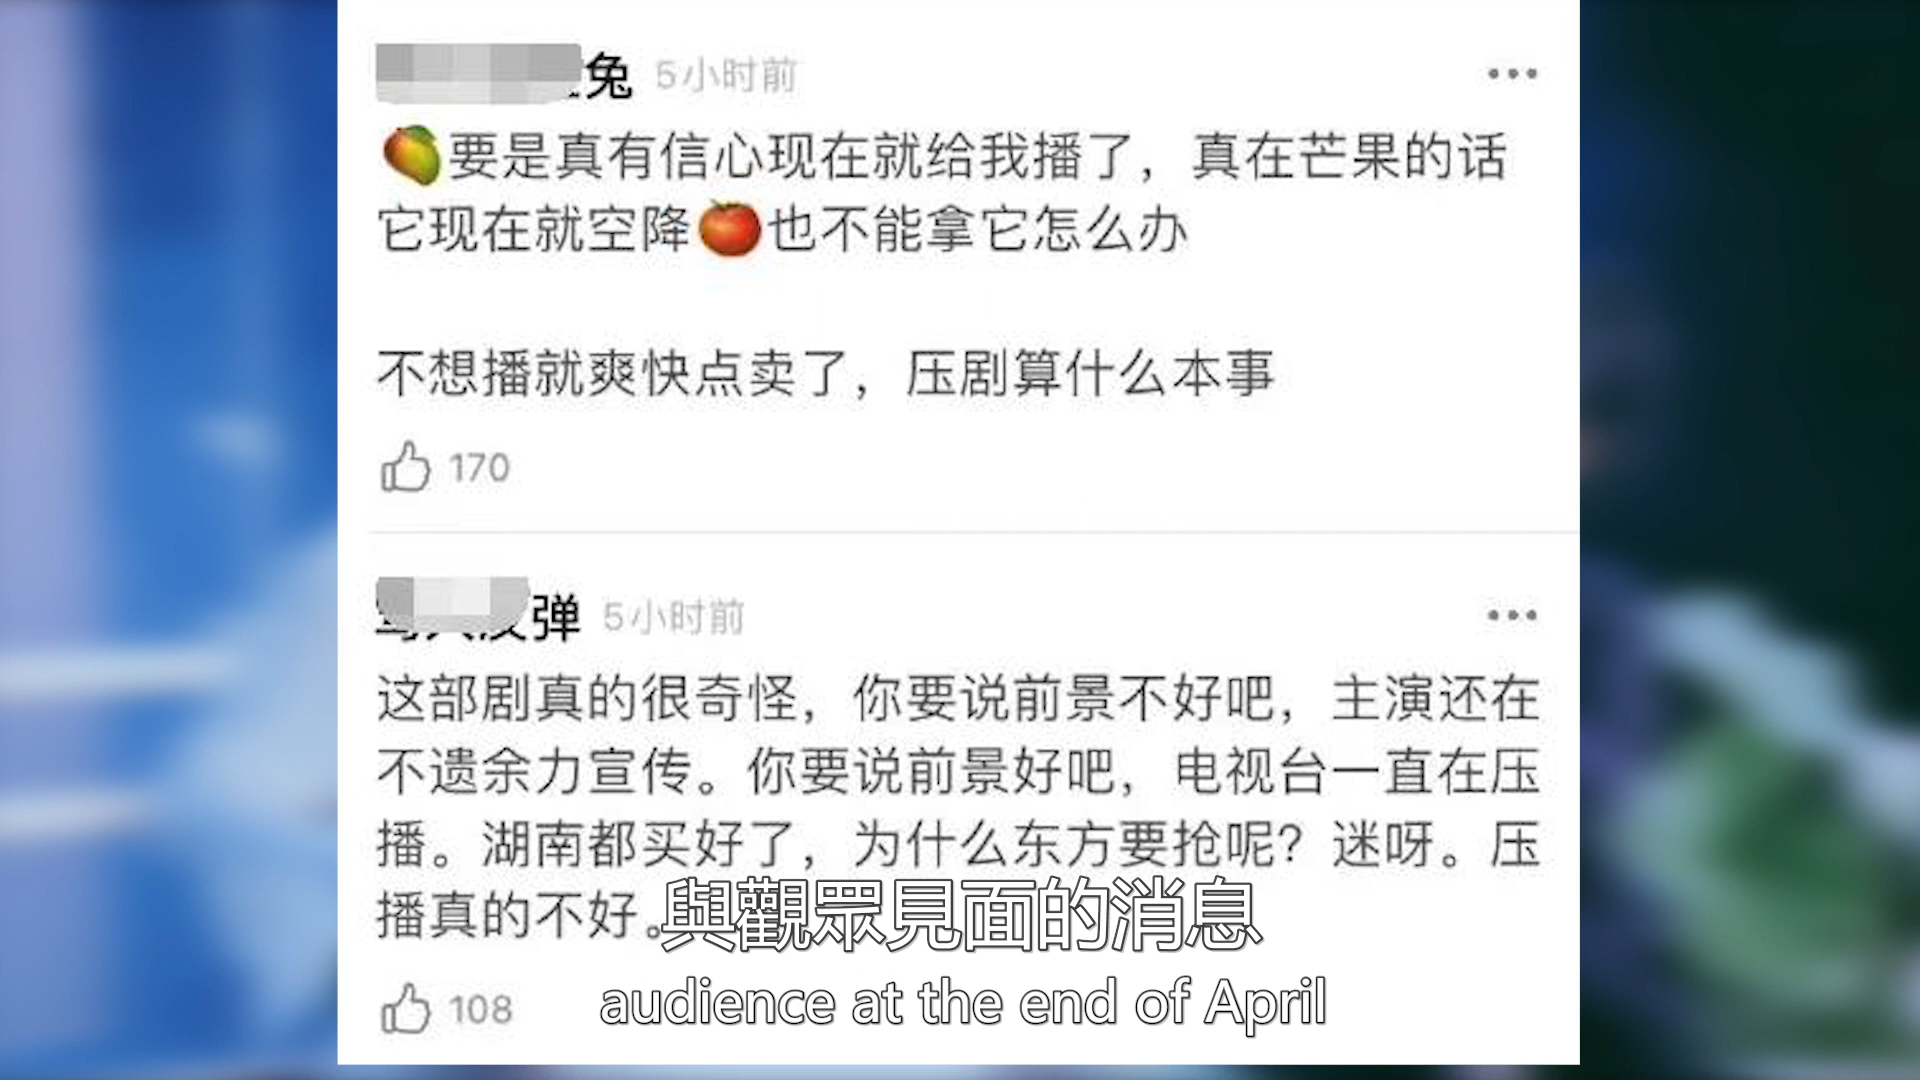 兔 5小时前
🥭要是真有信心现在就给我播了，真在芒果的话
它现在就空降🍅也不能拿它怎么办
不想播就爽快点卖了，压剧算什么本事
170
弹 5小时前
这部剧真的很奇怪，你要说前景不好吧，主演还在
不遗余力宣传。你要说前景好吧，电视台一直在压
播。湖南都买好了，为什么东方要抢呢？迷呀。压
播真的不好。
與觀眾見面的消息
108
audience at the end of April